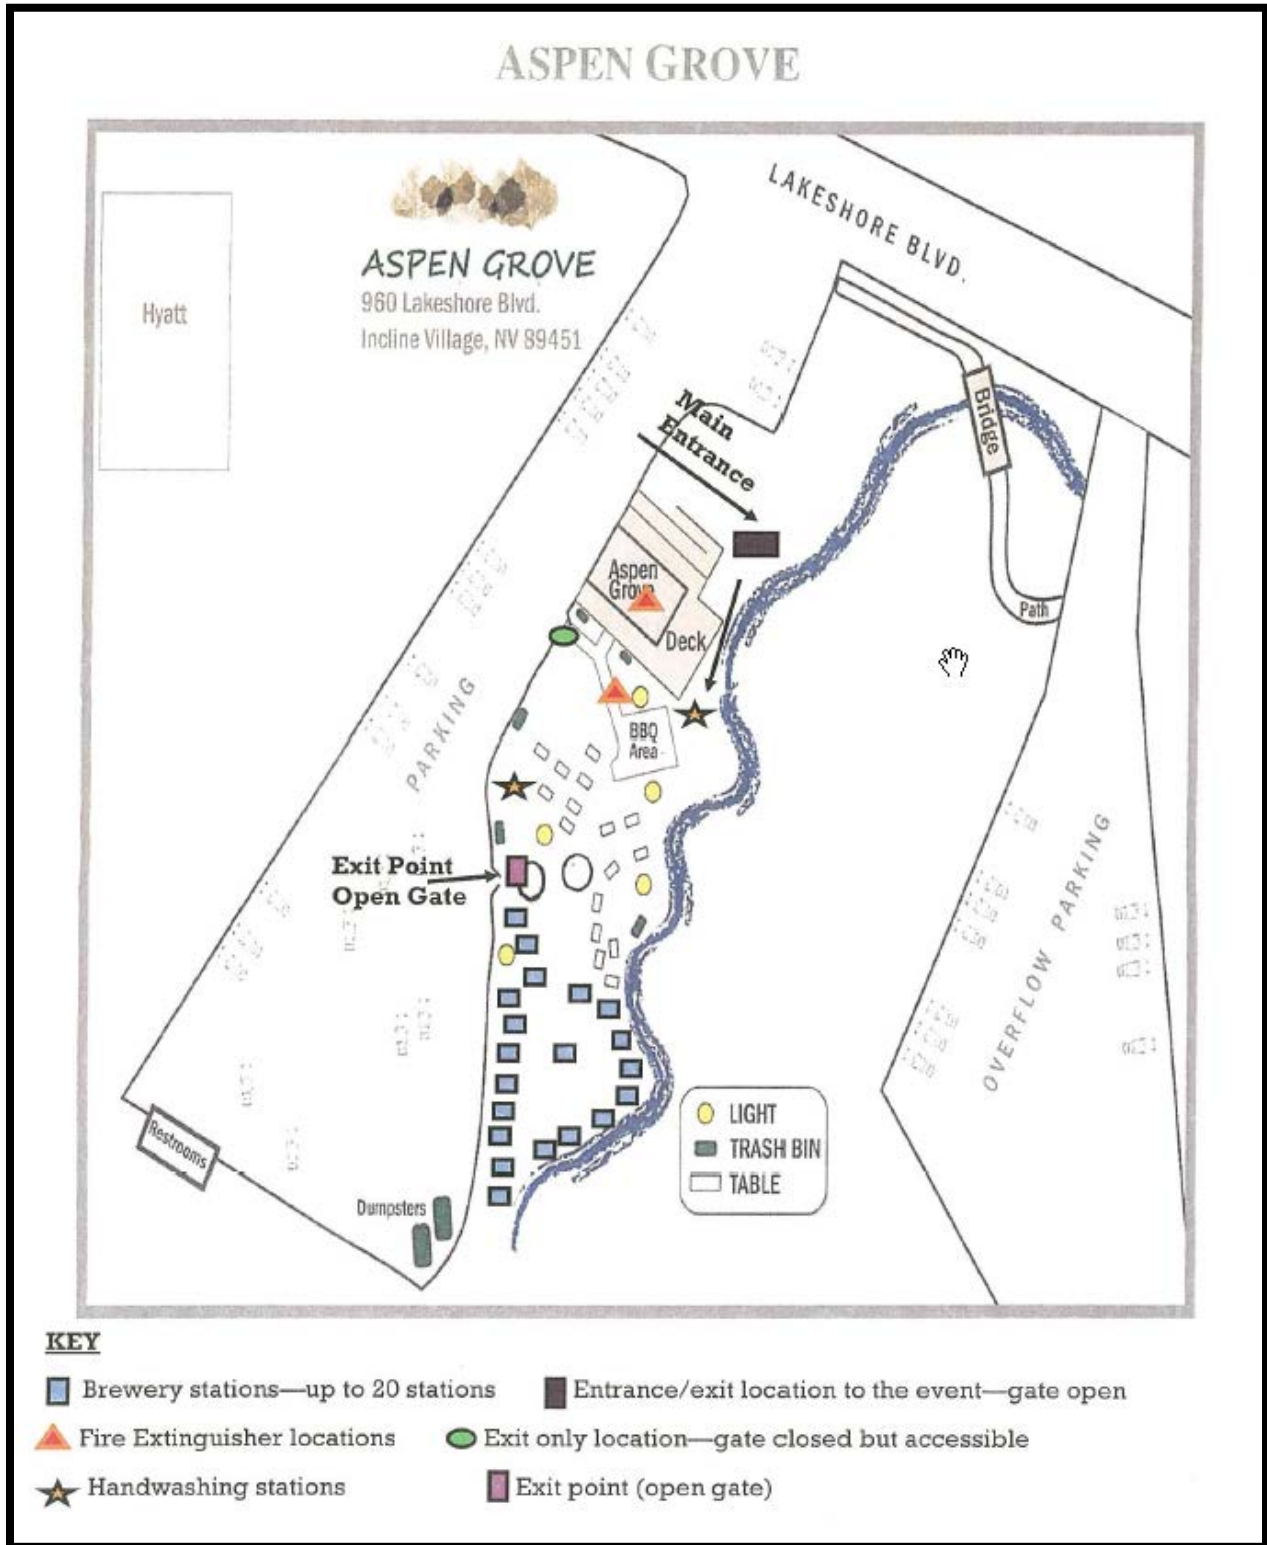 ASPEN GROVE
LAKESHORE BLVD.
ASPEN GROVE
960 Lakeshore Blvd.
Incline Village, NV 89451
Hyatt
Main
Entrance
Bridge
Aspen
Grove
Deck
Path
PARKING
BBQ
Area
Exit Point
Open Gate
OVERFLOW PARKING
Restrooms
Dumpsters
LIGHT
TRASH BIN
TABLE
KEY
Brewery stations—up to 20 stations
Entrance/exit location to the event—gate open
Fire Extinguisher locations
Exit only location—gate closed but accessible
Handwashing stations
Exit point (open gate)